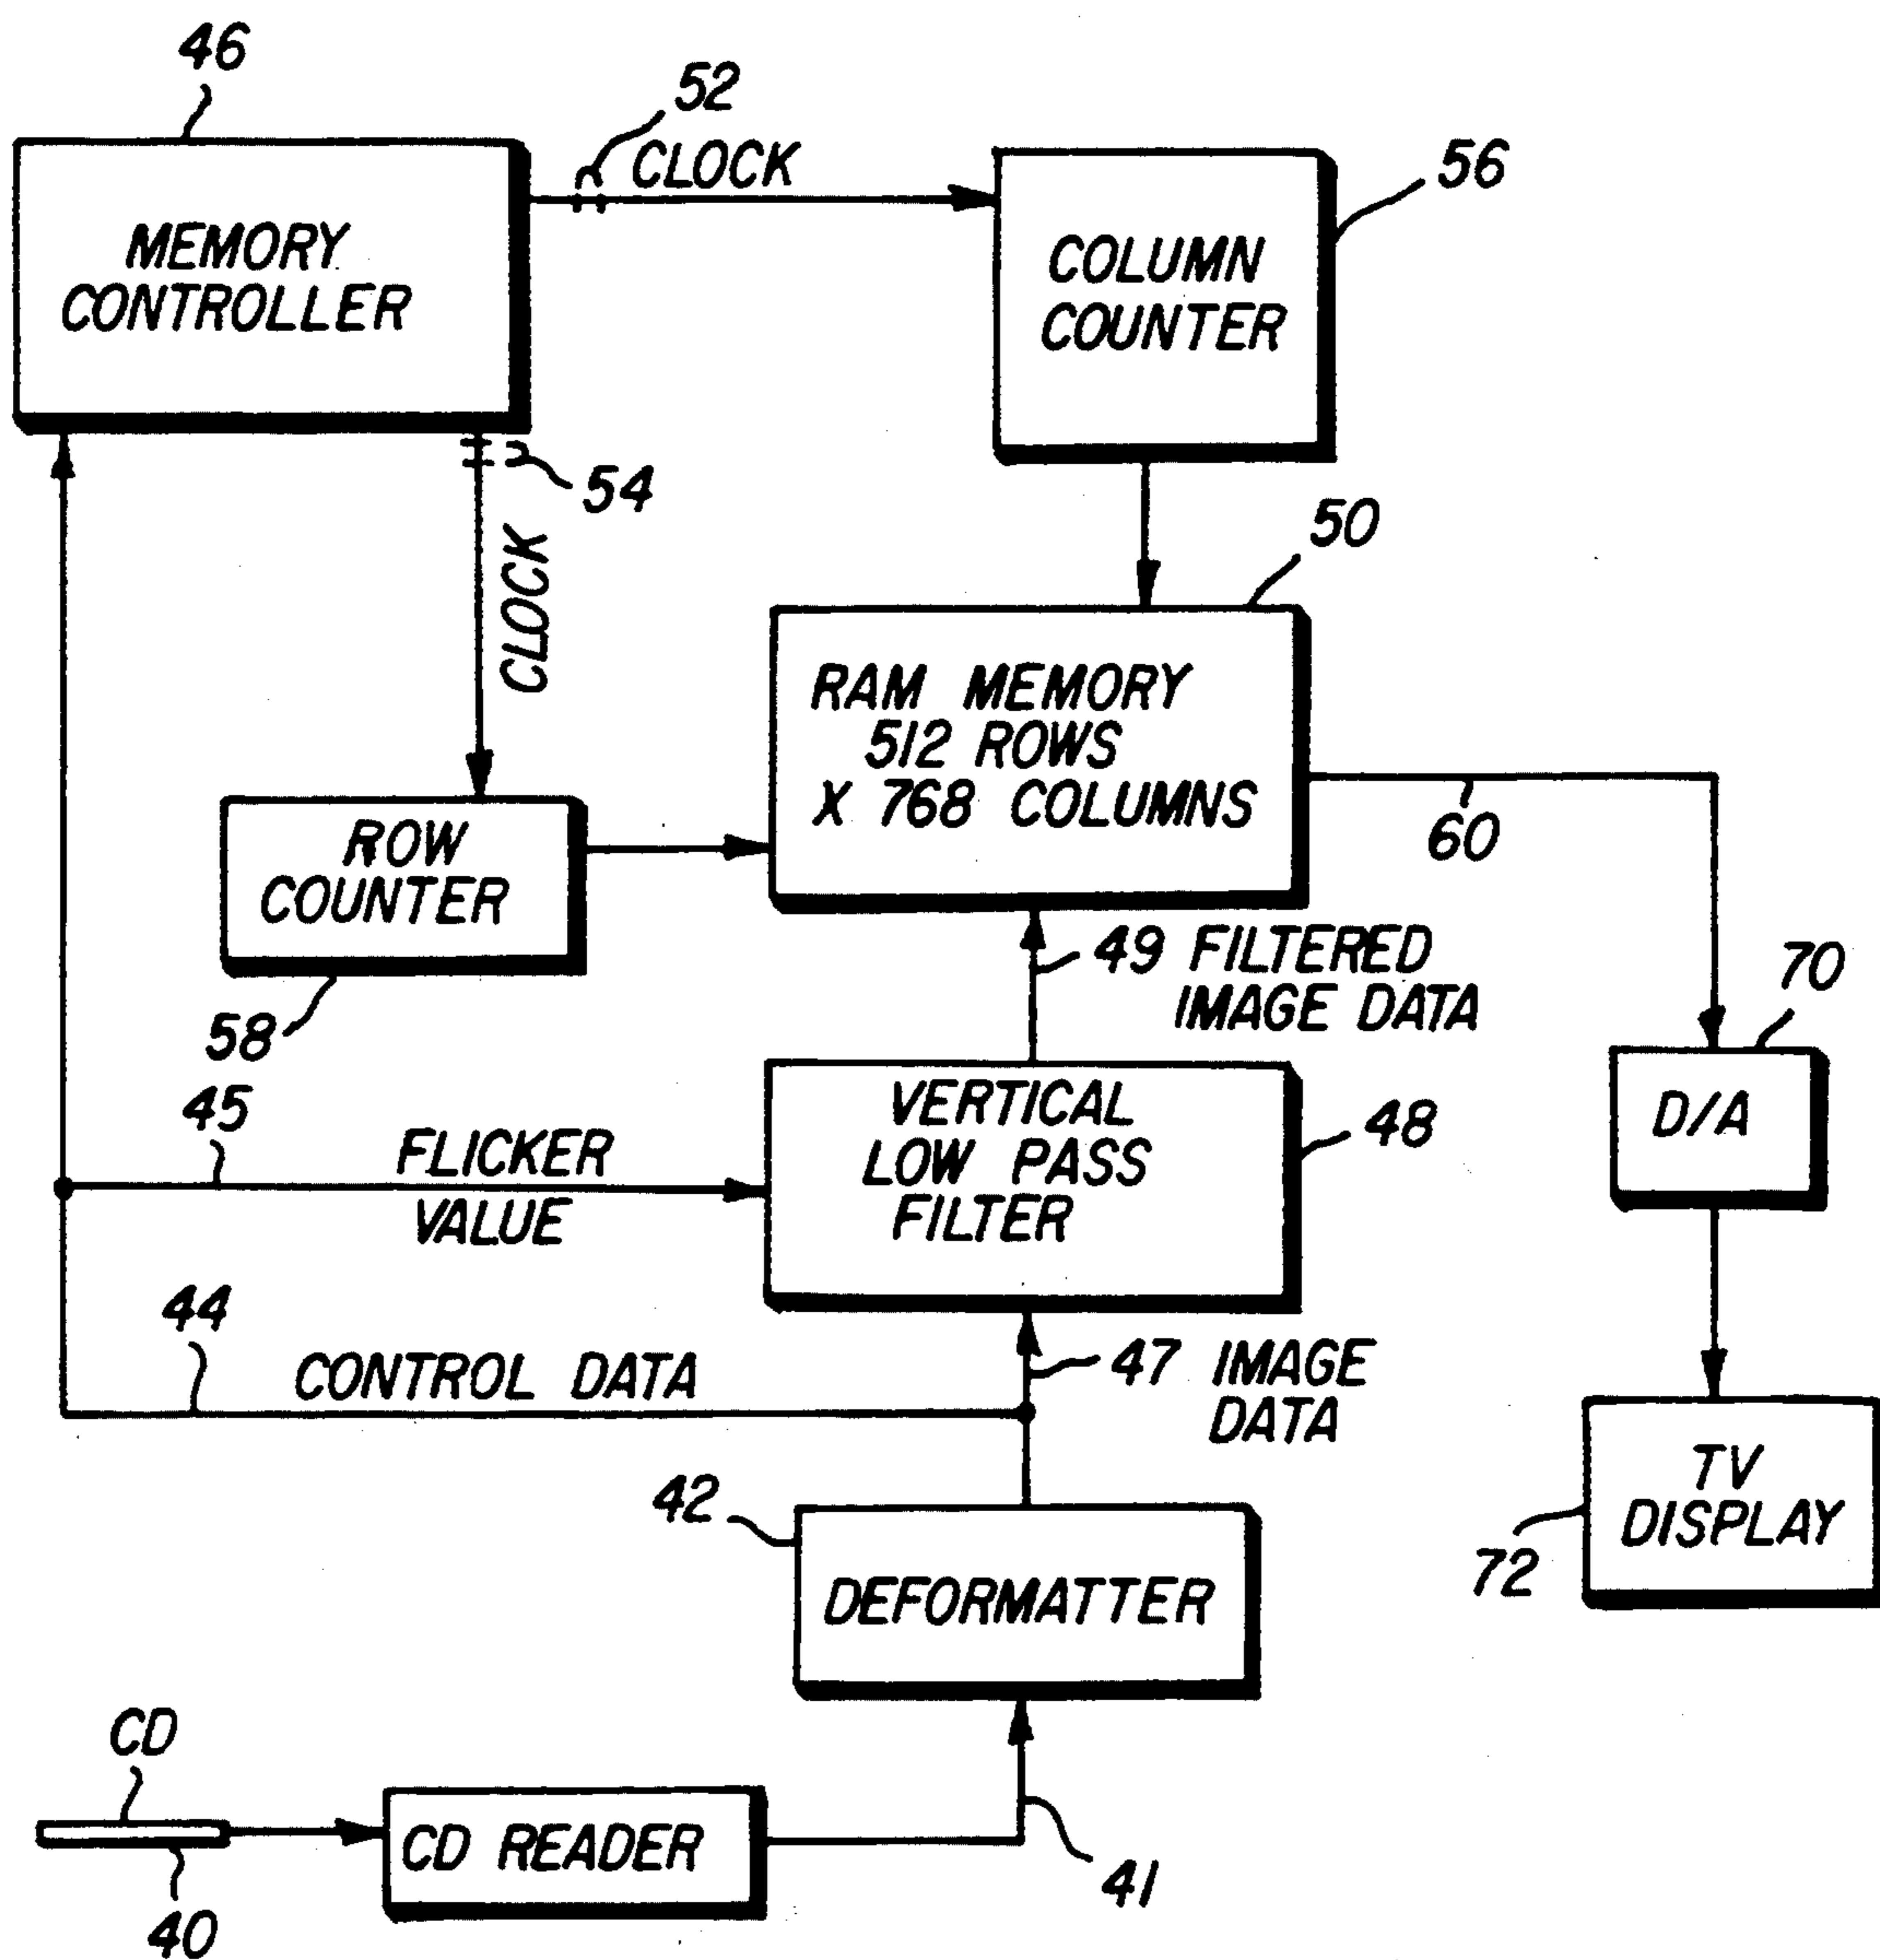 46
52
CLOCK
56
MEMORY
CONTROLLER
COLUMN
COUNTER
54
50
CLOCK
RAM MEMORY
512 ROWS
X 768 COLUMNS
60
ROW
COUNTER
58
49 FILTERED
IMAGE DATA
70
D/A
45
FLICKER
VALUE
VERTICAL
LOW PASS
FILTER
48
44
CONTROL DATA
47 IMAGE
DATA
42
DEFORMATTER
TV
DISPLAY
72
CD
40
CD READER
41